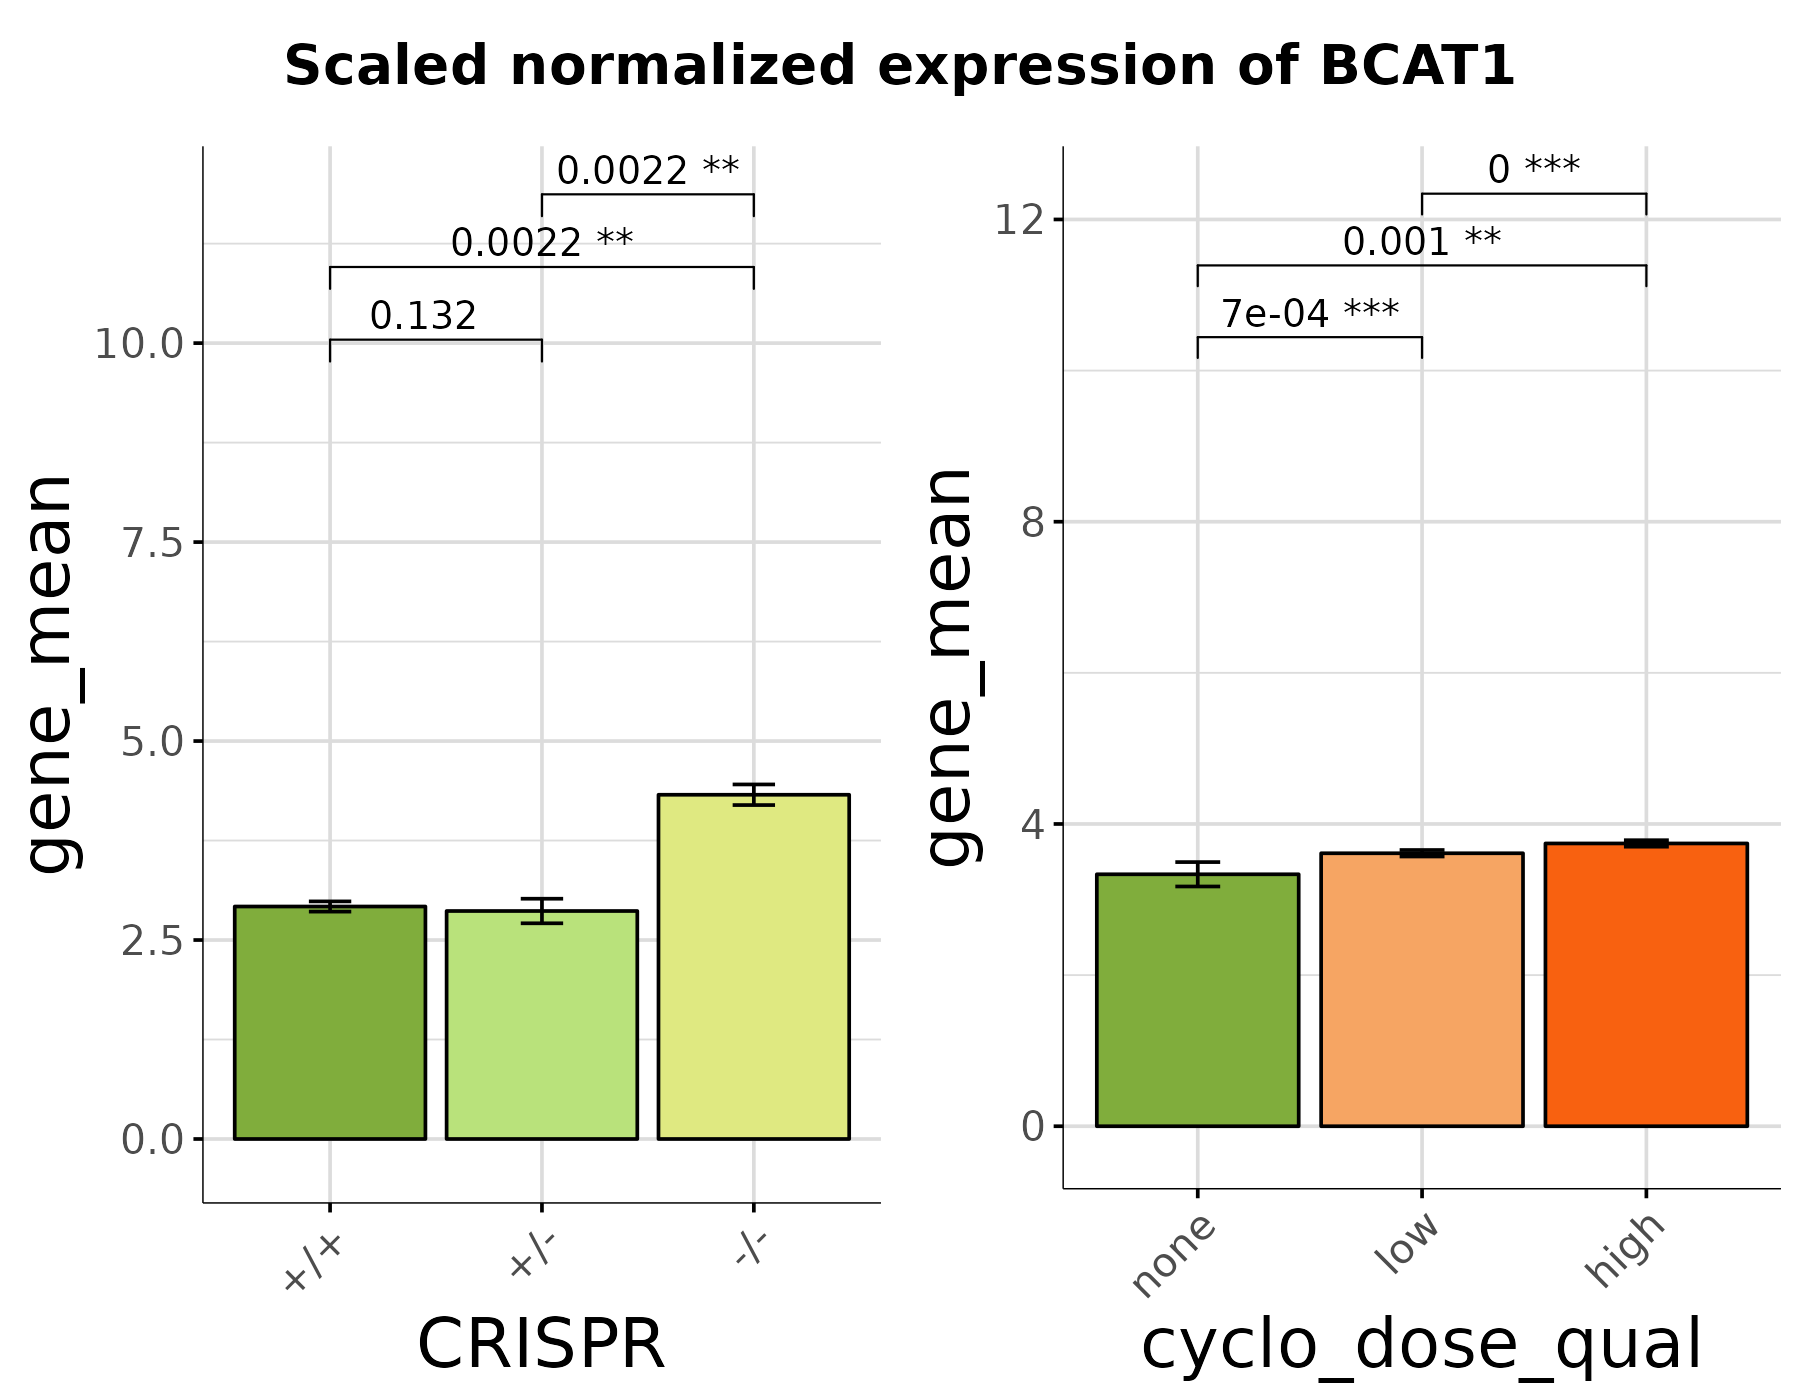 Scaled normalized expression of BCAT1
0.0022 **
0.0022 **
0.132
10.0
7.5
5.0
2.5
0.0
gene_mean
+/+
+/-
-/-
CRISPR
0 ***
0.001 **
7e-04 ***
12
8
4
0
gene_mean
none
low
high
cyclo_dose_qual